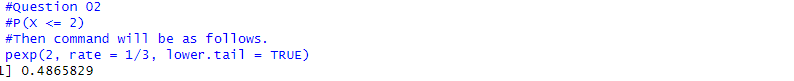 #Question 02
#P(X <= 2)
#Then command will be as follows.
pexp(2, rate = 1/3, lower.tail = TRUE)
1] 0.4865829